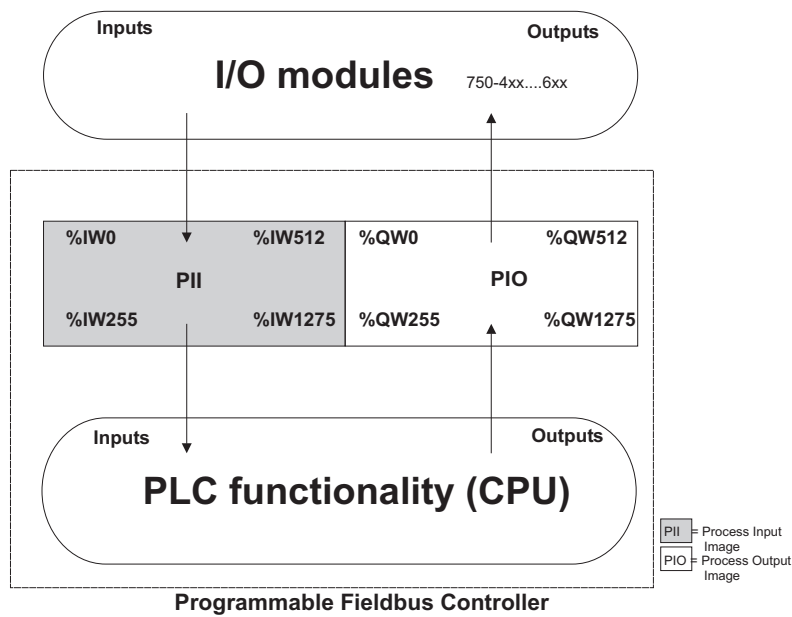 Inputs
Outputs
I/O modules 750-4xx....6xx
%IW0 %IW512 %QW0 %QW512
PII PIO
%IW255 %IW1275 %QW255 %QW1275
Inputs
Outputs
PLC functionality (CPU)
PII = Process Input
Image
PIO = Process Output
Image
Programmable Fieldbus Controller